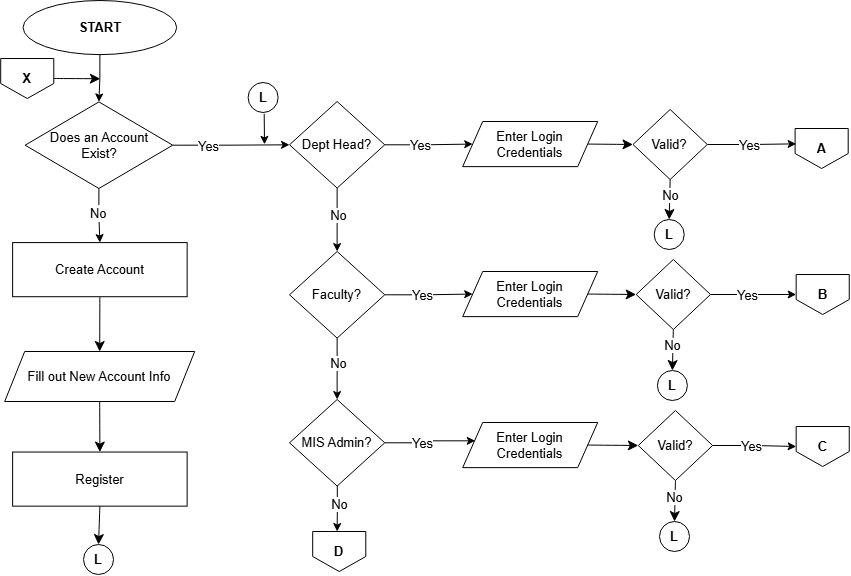 START
X
L
Does an Account
Exist?
Yes
Dept Head?
Yes
Enter Login
Credentials
Valid?
Yes
A
No
No
No
L
Create Account
Faculty?
Yes
Enter Login
Credentials
Valid?
Yes
B
No
No
L
Fill out New Account Info
MIS Admin?
Yes
Enter Login
Credentials
Valid?
Yes
C
Register
No
No
L
D
L